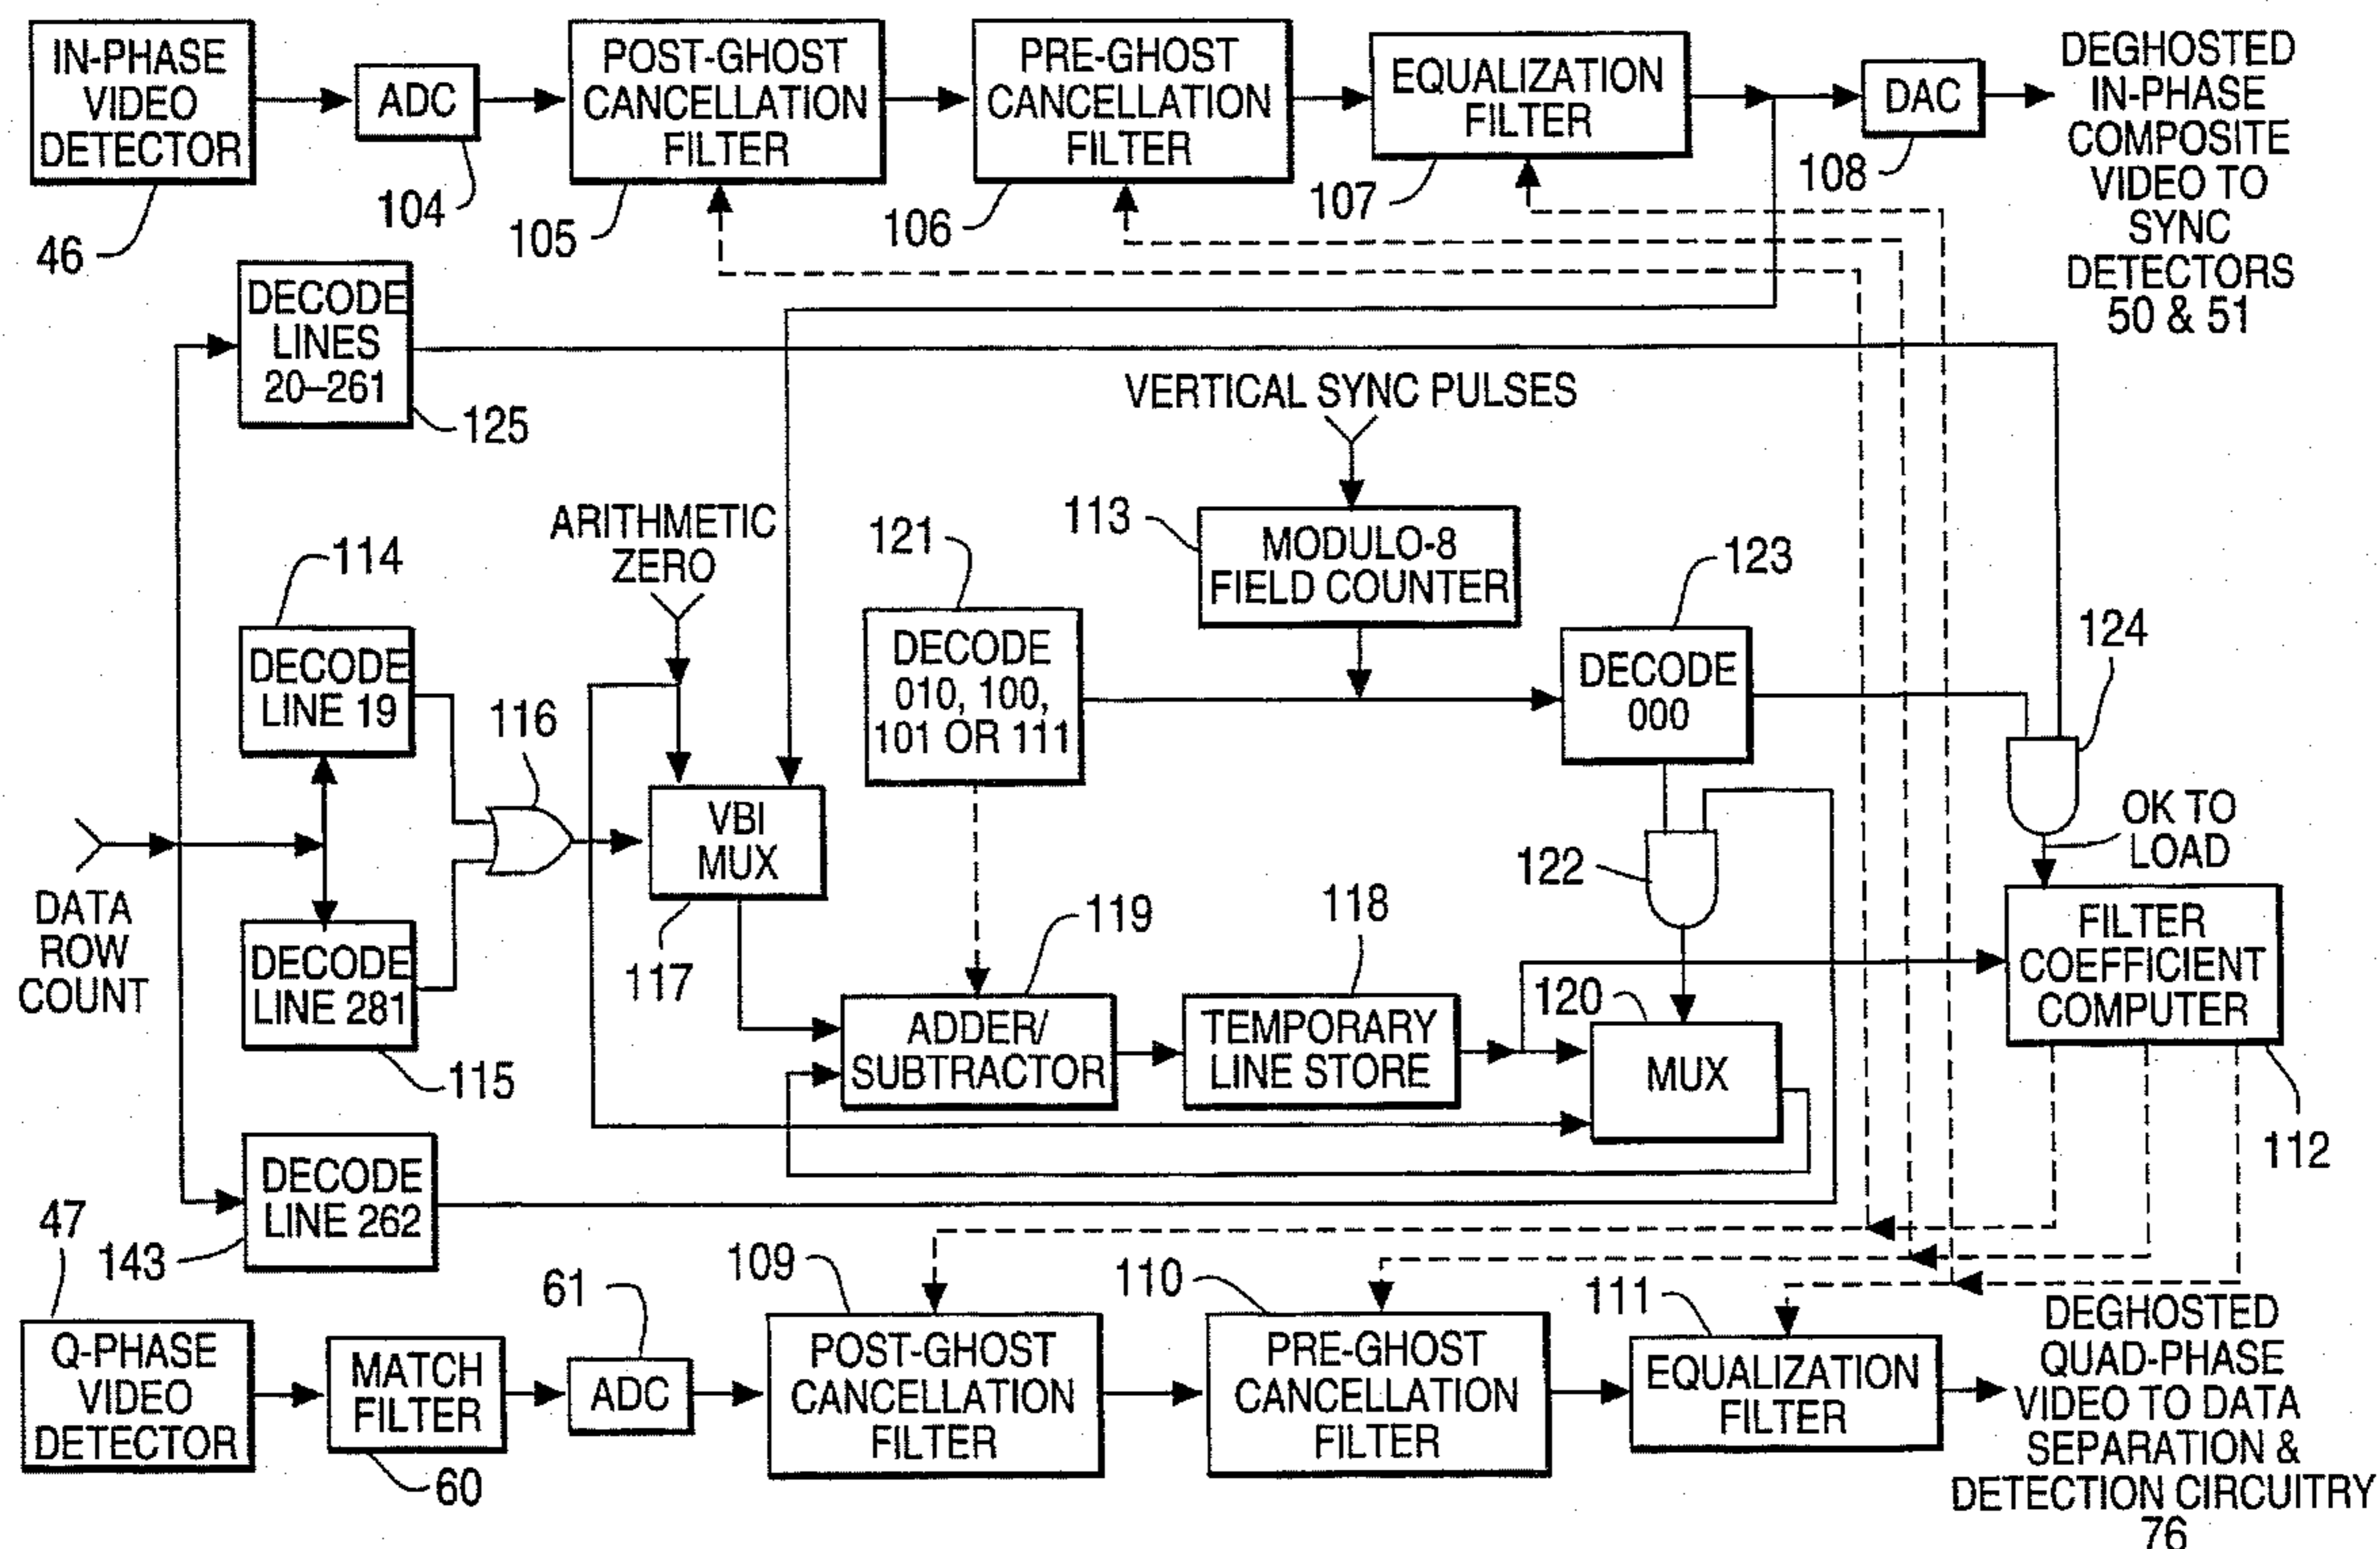 IN-PHASE
VIDEO
DETECTOR
46
ADC
104
POST-GHOST
CANCELLATION
FILTER
105
PRE-GHOST
CANCELLATION
FILTER
106
EQUALIZATION
FILTER
107
DAC
108
DEGHOSTED
IN-PHASE
COMPOSITE
VIDEO TO
SYNC
DETECTORS
50 & 51
DECODE
LINES
20–261
125
VERTICAL SYNC PULSES
113
MODULO-8
FIELD COUNTER
ARITHMETIC
ZERO
121
DECODE
010, 100,
101 OR 111
123
DECODE
000
124
114
DECODE
LINE 19
116
VBI
MUX
117
DATA
ROW
COUNT
DECODE
LINE 281
115
119
ADDER/
SUBTRACTOR
118
TEMPORARY
LINE STORE
122
120
MUX
OK TO
LOAD
FILTER
COEFFICIENT
COMPUTER
112
DECODE
LINE 262
143
47
Q-PHASE
VIDEO
DETECTOR
MATCH
FILTER
60
61
ADC
109
POST-GHOST
CANCELLATION
FILTER
110
PRE-GHOST
CANCELLATION
FILTER
111
EQUALIZATION
FILTER
DEGHOSTED
QUAD-PHASE
VIDEO TO DATA
SEPARATION &
DETECTION CIRCUITRY
76